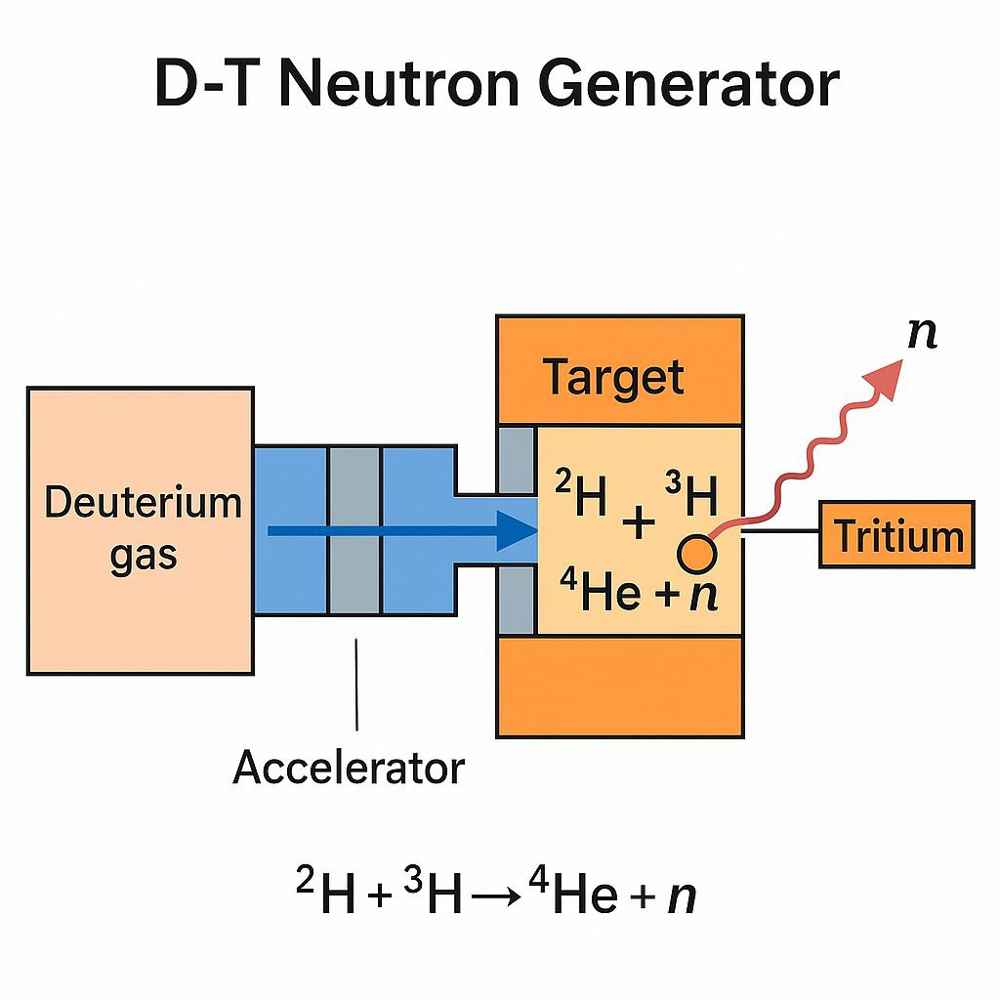 D-T Neutron Generator
n
Target
Deuterium
gas
²H + ³H
Tritium
⁴He + n
Accelerator
²H + ³H → ⁴He + n